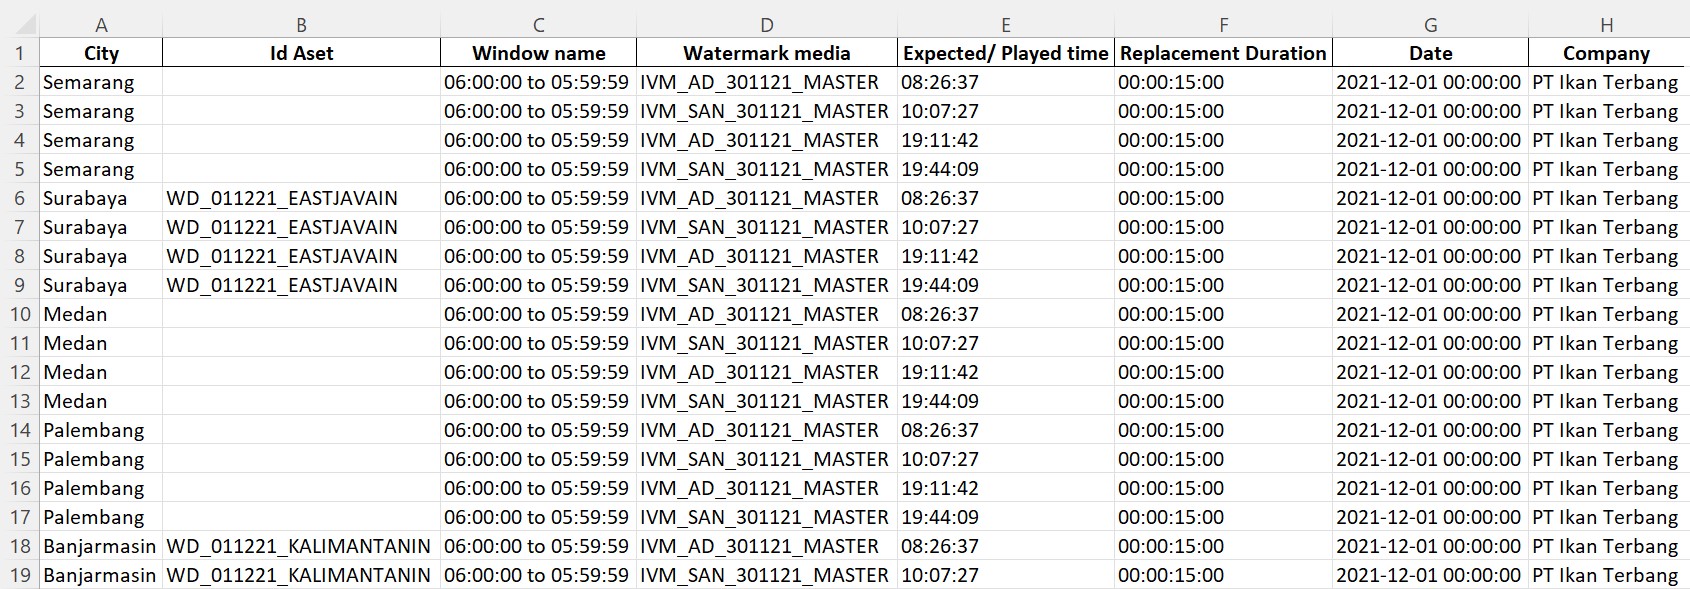 A B C D E F G H
1 City Id Aset Window name Watermark media Expected/ Played time Replacement Duration Date Company
2 Semarang 06:00:00 to 05:59:59 IVM_AD_301121_MASTER 08:26:37 00:00:15:00 2021-12-01 00:00:00 PT Ikan Terbang
3 Semarang 06:00:00 to 05:59:59 IVM_SAN_301121_MASTER 10:07:27 00:00:15:00 2021-12-01 00:00:00 PT Ikan Terbang
4 Semarang 06:00:00 to 05:59:59 IVM_AD_301121_MASTER 19:11:42 00:00:15:00 2021-12-01 00:00:00 PT Ikan Terbang
5 Semarang 06:00:00 to 05:59:59 IVM_SAN_301121_MASTER 19:44:09 00:00:15:00 2021-12-01 00:00:00 PT Ikan Terbang
6 Surabaya WD_011221_EASTJAVAIN 06:00:00 to 05:59:59 IVM_AD_301121_MASTER 08:26:37 00:00:15:00 2021-12-01 00:00:00 PT Ikan Terbang
7 Surabaya WD_011221_EASTJAVAIN 06:00:00 to 05:59:59 IVM_SAN_301121_MASTER 10:07:27 00:00:15:00 2021-12-01 00:00:00 PT Ikan Terbang
8 Surabaya WD_011221_EASTJAVAIN 06:00:00 to 05:59:59 IVM_AD_301121_MASTER 19:11:42 00:00:15:00 2021-12-01 00:00:00 PT Ikan Terbang
9 Surabaya WD_011221_EASTJAVAIN 06:00:00 to 05:59:59 IVM_SAN_301121_MASTER 19:44:09 00:00:15:00 2021-12-01 00:00:00 PT Ikan Terbang
10 Medan 06:00:00 to 05:59:59 IVM_AD_301121_MASTER 08:26:37 00:00:15:00 2021-12-01 00:00:00 PT Ikan Terbang
11 Medan 06:00:00 to 05:59:59 IVM_SAN_301121_MASTER 10:07:27 00:00:15:00 2021-12-01 00:00:00 PT Ikan Terbang
12 Medan 06:00:00 to 05:59:59 IVM_AD_301121_MASTER 19:11:42 00:00:15:00 2021-12-01 00:00:00 PT Ikan Terbang
13 Medan 06:00:00 to 05:59:59 IVM_SAN_301121_MASTER 19:44:09 00:00:15:00 2021-12-01 00:00:00 PT Ikan Terbang
14 Palembang 06:00:00 to 05:59:59 IVM_AD_301121_MASTER 08:26:37 00:00:15:00 2021-12-01 00:00:00 PT Ikan Terbang
15 Palembang 06:00:00 to 05:59:59 IVM_SAN_301121_MASTER 10:07:27 00:00:15:00 2021-12-01 00:00:00 PT Ikan Terbang
16 Palembang 06:00:00 to 05:59:59 IVM_AD_301121_MASTER 19:11:42 00:00:15:00 2021-12-01 00:00:00 PT Ikan Terbang
17 Palembang 06:00:00 to 05:59:59 IVM_SAN_301121_MASTER 19:44:09 00:00:15:00 2021-12-01 00:00:00 PT Ikan Terbang
18 Banjarmasin WD_011221_KALIMANTANIN 06:00:00 to 05:59:59 IVM_AD_301121_MASTER 08:26:37 00:00:15:00 2021-12-01 00:00:00 PT Ikan Terbang
19 Banjarmasin WD_011221_KALIMANTANIN 06:00:00 to 05:59:59 IVM_SAN_301121_MASTER 10:07:27 00:00:15:00 2021-12-01 00:00:00 PT Ikan Terbang